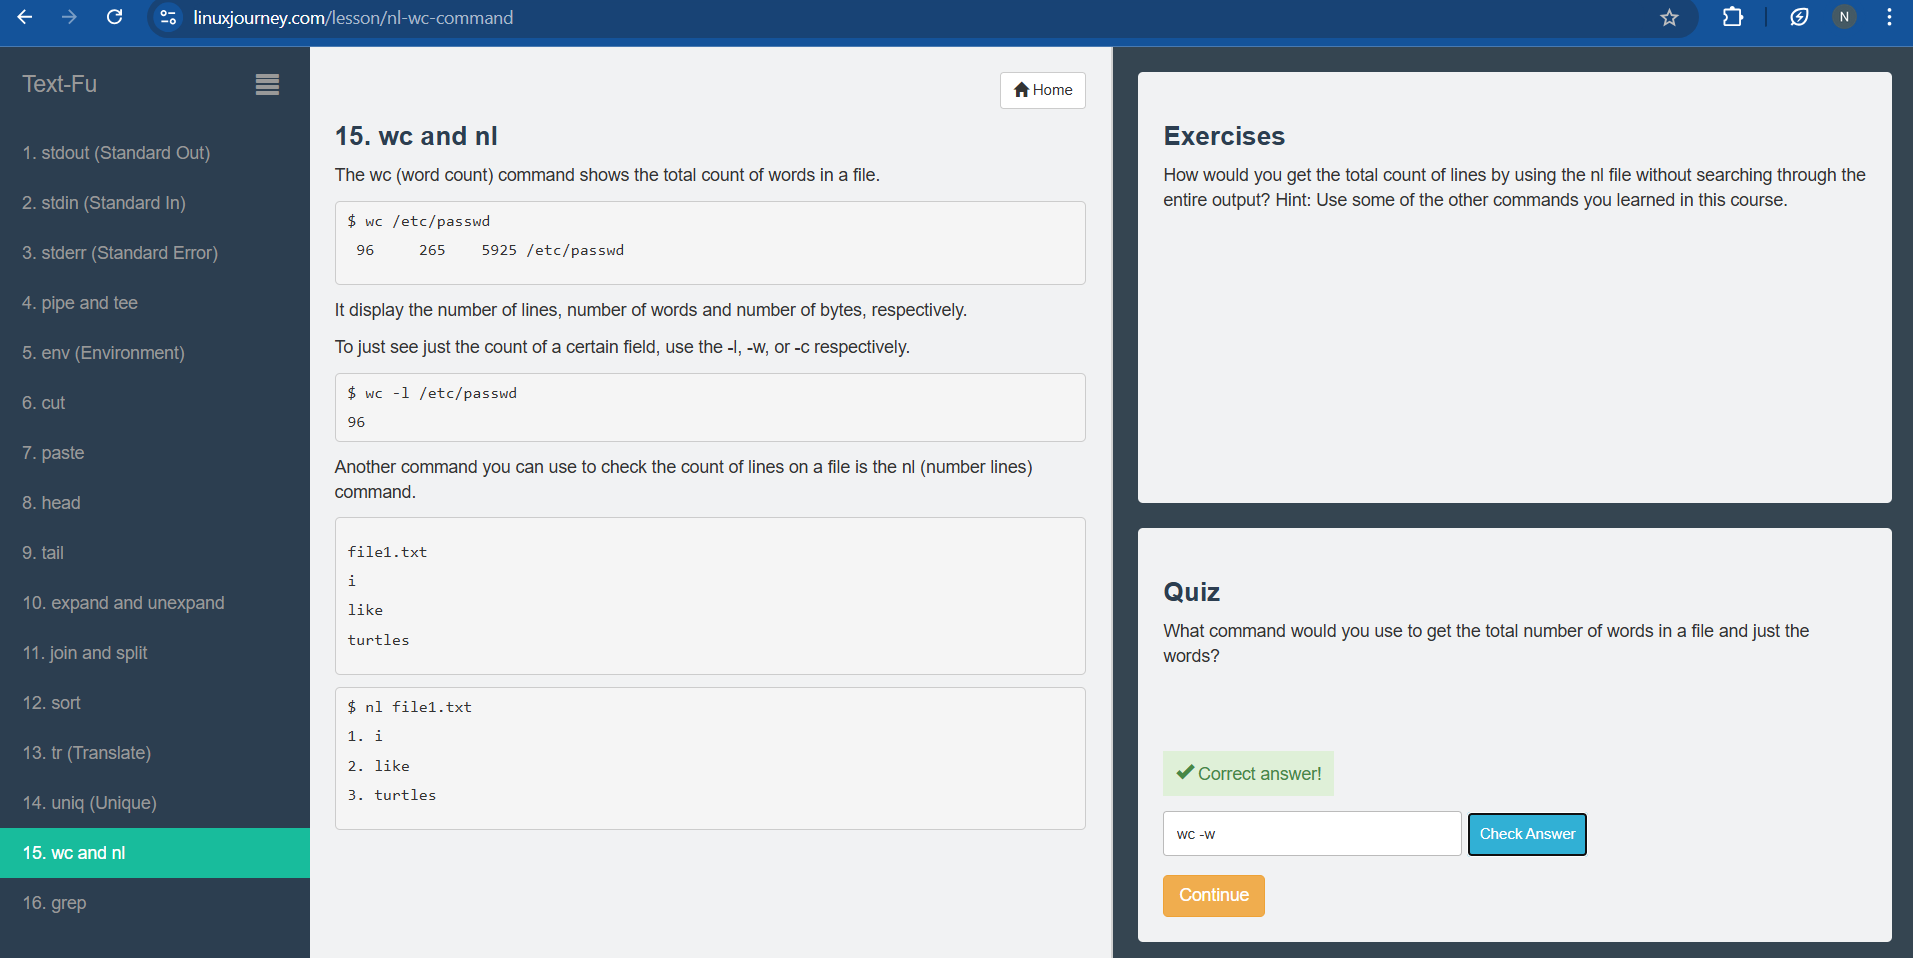 linuxjourney.com/lesson/nl-wc-command
N
Text-Fu
1. stdout (Standard Out)
2. stdin (Standard In)
3. stderr (Standard Error)
4. pipe and tee
5. env (Environment)
6. cut
7. paste
8. head
9. tail
10. expand and unexpand
11. join and split
12. sort
13. tr (Translate)
14. uniq (Unique)
15. wc and nl
16. grep
Home
15. wc and nl
The wc (word count) command shows the total count of words in a file.
$ wc /etc/passwd
96     265    5925 /etc/passwd
It display the number of lines, number of words and number of bytes, respectively.
To just see just the count of a certain field, use the -l, -w, or -c respectively.
$ wc -l /etc/passwd
96
Another command you can use to check the count of lines on a file is the nl (number lines)
command.
file1.txt
i
like
turtles
$ nl file1.txt
1. i
2. like
3. turtles
Exercises
How would you get the total count of lines by using the nl file without searching through the
entire output? Hint: Use some of the other commands you learned in this course.
Quiz
What command would you use to get the total number of words in a file and just the
words?
Correct answer!
wc -w
Check Answer
Continue